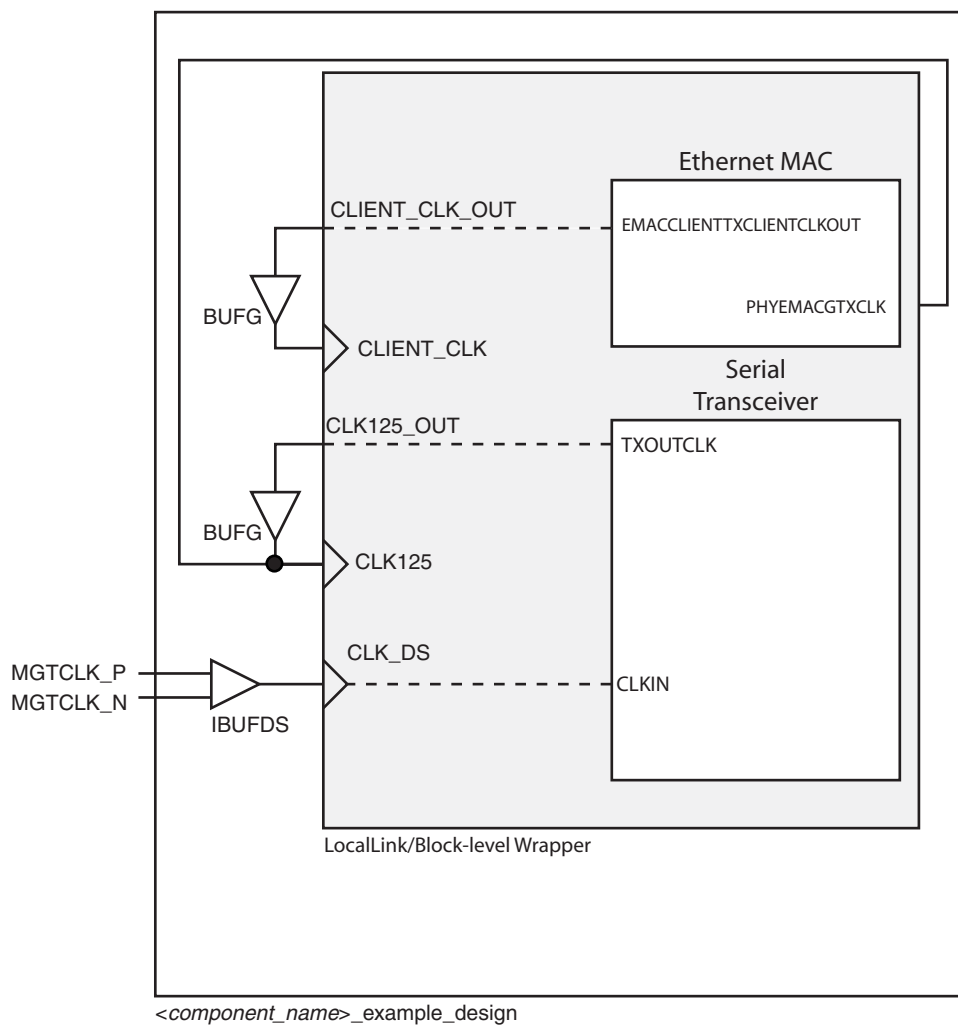 Ethernet MAC
CLIENT_CLK_OUT
EMACCLIENTTXCLIENTCLKOUT
BUFG
PHYEMACGTXCLK
CLIENT_CLK
Serial
Transceiver
CLK125_OUT
TXOUTCLK
BUFG
CLK125
CLK_DS
MGTCLK_P
MGTCLK_N
CLKIN
IBUFDS
LocalLink/Block-level Wrapper
<component_name>_example_design